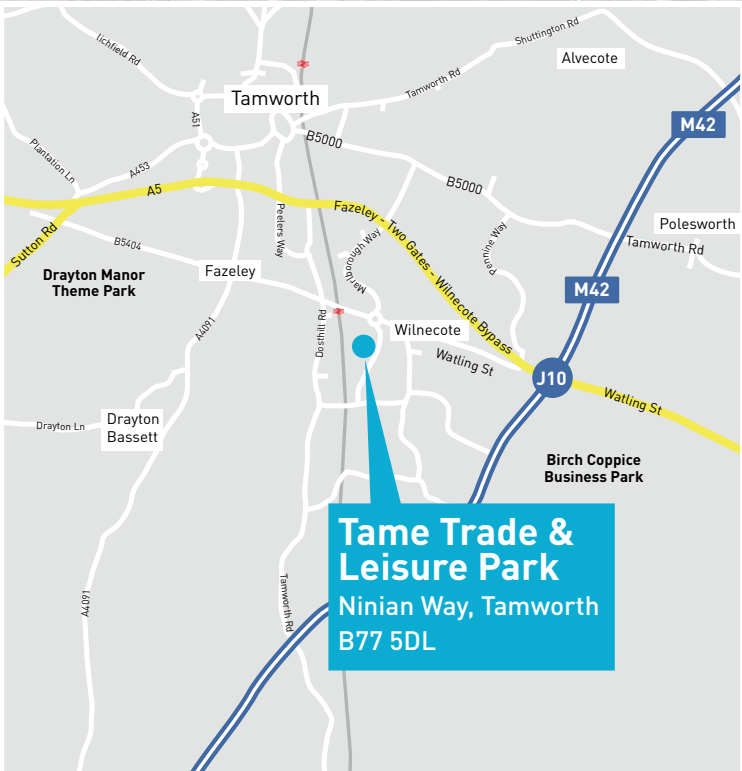 lichfield Rd
Shuttington Rd
Alvecote
Tamworth
Tamworth Rd
A51
M42
B5000
Plantation Ln
A453
B5000
A5
Peelers Way
Fazeley - Two Gates - Wilnecote Bypass
Polesworth
Sutton Rd
B5404
Marlborough Way
Pennine Way
Tamworth Rd
Drayton Manor
Theme Park
Fazeley
M42
A4091
Dosthill Rd
Wilnecote
Watling St
J10
Watling St
Drayton Ln
Drayton
Bassett
Birch Coppice
Business Park
Tame Trade &
Leisure Park
Ninian Way, Tamworth
B77 5DL
A4091
Tamworth Rd